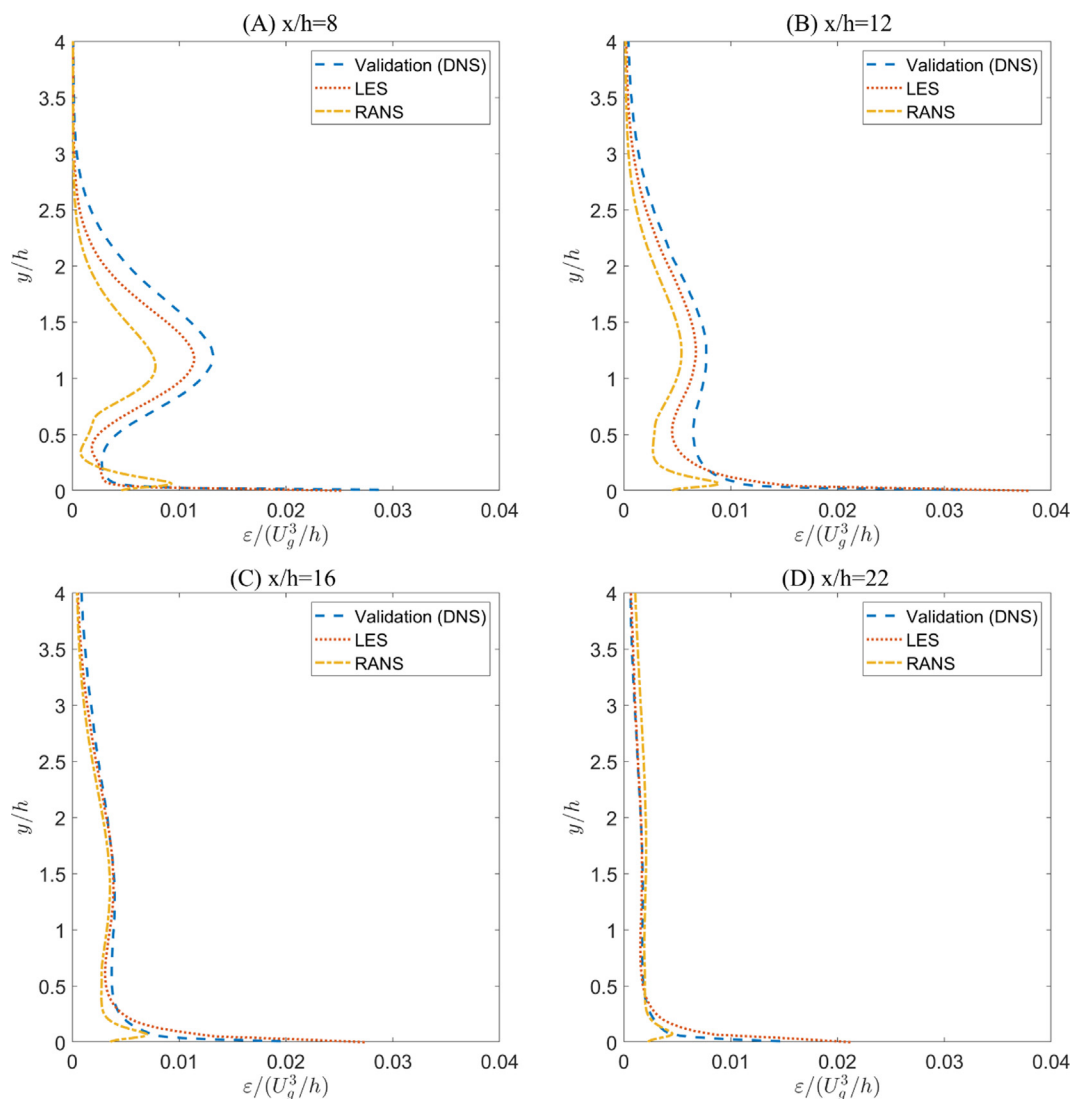 (A) x/h=8
4
3.5
3
2.5
2
1.5
1
0.5
0
y/h
Validation (DNS)
LES
RANS
0 0.01 0.02 0.03 0.04
ε/(U_g^3/h)
(B) x/h=12
4
3.5
3
2.5
2
1.5
1
0.5
0
y/h
Validation (DNS)
LES
RANS
0 0.01 0.02 0.03 0.04
ε/(U_g^3/h)
(C) x/h=16
4
3.5
3
2.5
2
1.5
1
0.5
0
y/h
Validation (DNS)
LES
RANS
0 0.01 0.02 0.03 0.04
ε/(U_g^3/h)
(D) x/h=22
4
3.5
3
2.5
2
1.5
1
0.5
0
y/h
Validation (DNS)
LES
RANS
0 0.01 0.02 0.03 0.04
ε/(U_g^3/h)